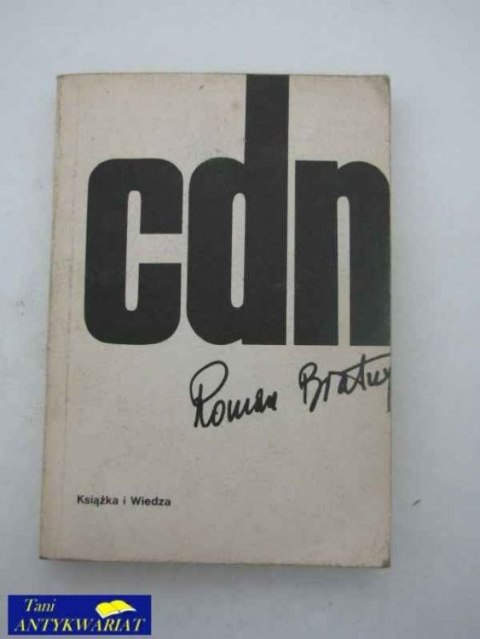 cdn
Roman Bratny
Książka i Wiedza
Tani
ANTYKWARIAT